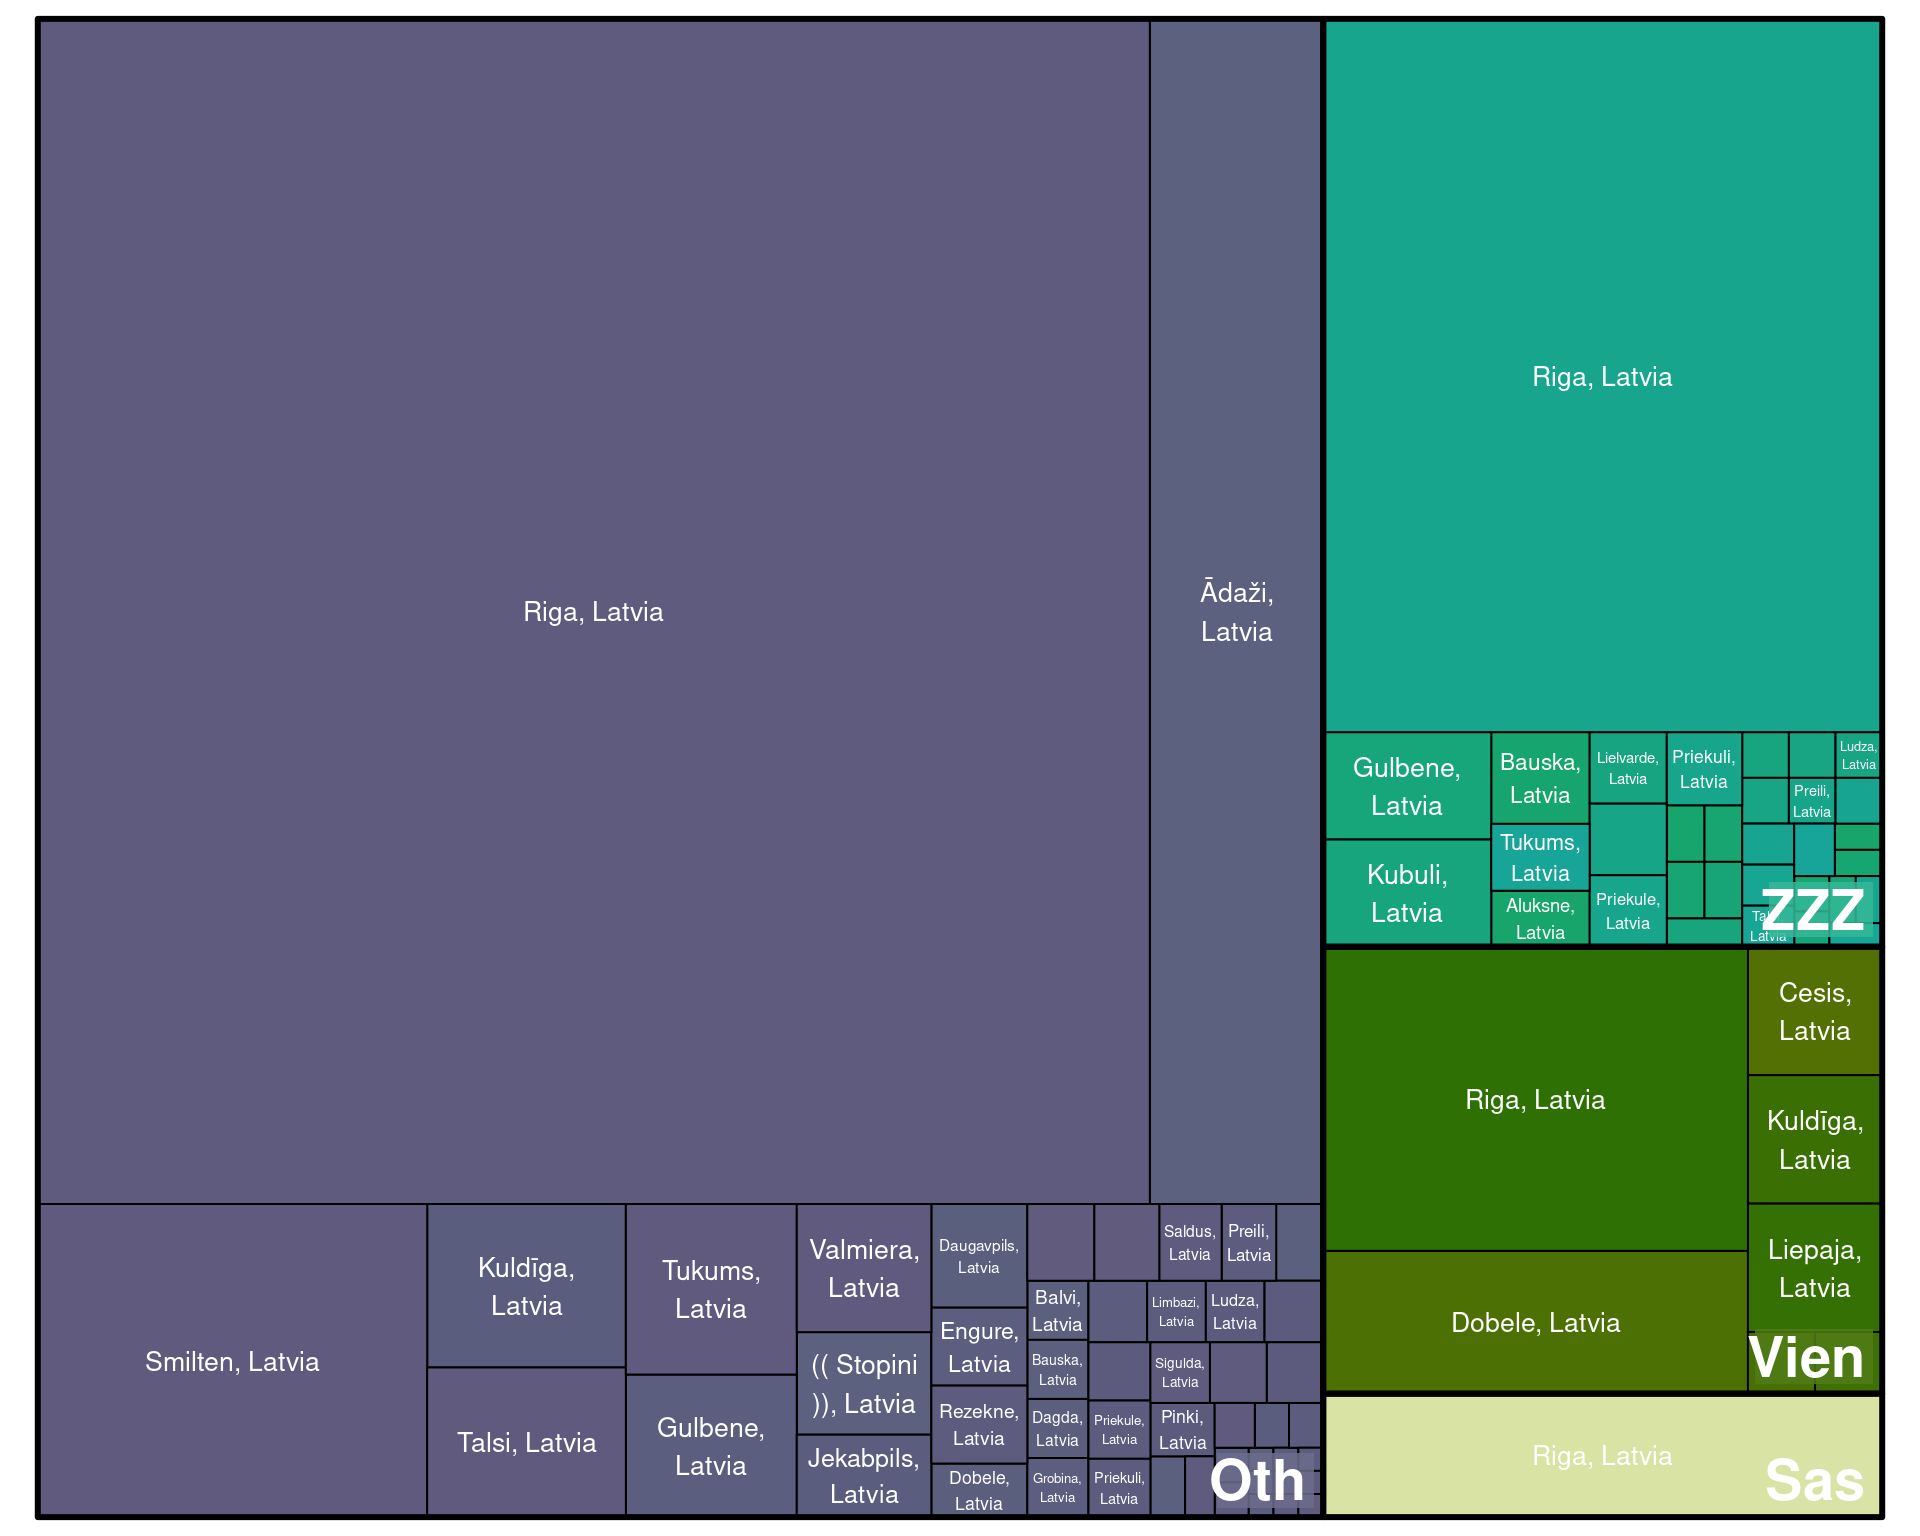 Riga, Latvia
Ādaži,
Latvia
Smilten, Latvia
Kuldīga,
Latvia
Talsi, Latvia
Tukums,
Latvia
Gulbene,
Latvia
Valmiera,
Latvia
(( Stopini
)), Latvia
Jekabpils,
Latvia
Daugavpils,
Latvia
Engure,
Latvia
Rezekne,
Latvia
Dobele,
Latvia
Balvi,
Latvia
Bauska,
Latvia
Dagda,
Latvia
Grobina,
Latvia
Priekule,
Latvia
Priekuli,
Latvia
Saldus,
Latvia
Preili,
Latvia
Limbazi,
Latvia
Ludza,
Latvia
Sigulda,
Latvia
Pinki,
Latvia
Oth
Riga, Latvia
Gulbene,
Latvia
Kubuli,
Latvia
Bauska,
Latvia
Tukums,
Latvia
Aluksne,
Latvia
Lielvarde,
Latvia
Priekule,
Latvia
Priekuli,
Latvia
Ludza,
Latvia
Preili,
Latvia
Latvia
ZZZ
Riga, Latvia
Dobele, Latvia
Cesis,
Latvia
Kuldīga,
Latvia
Liepaja,
Latvia
Vien
Riga, Latvia
Sas